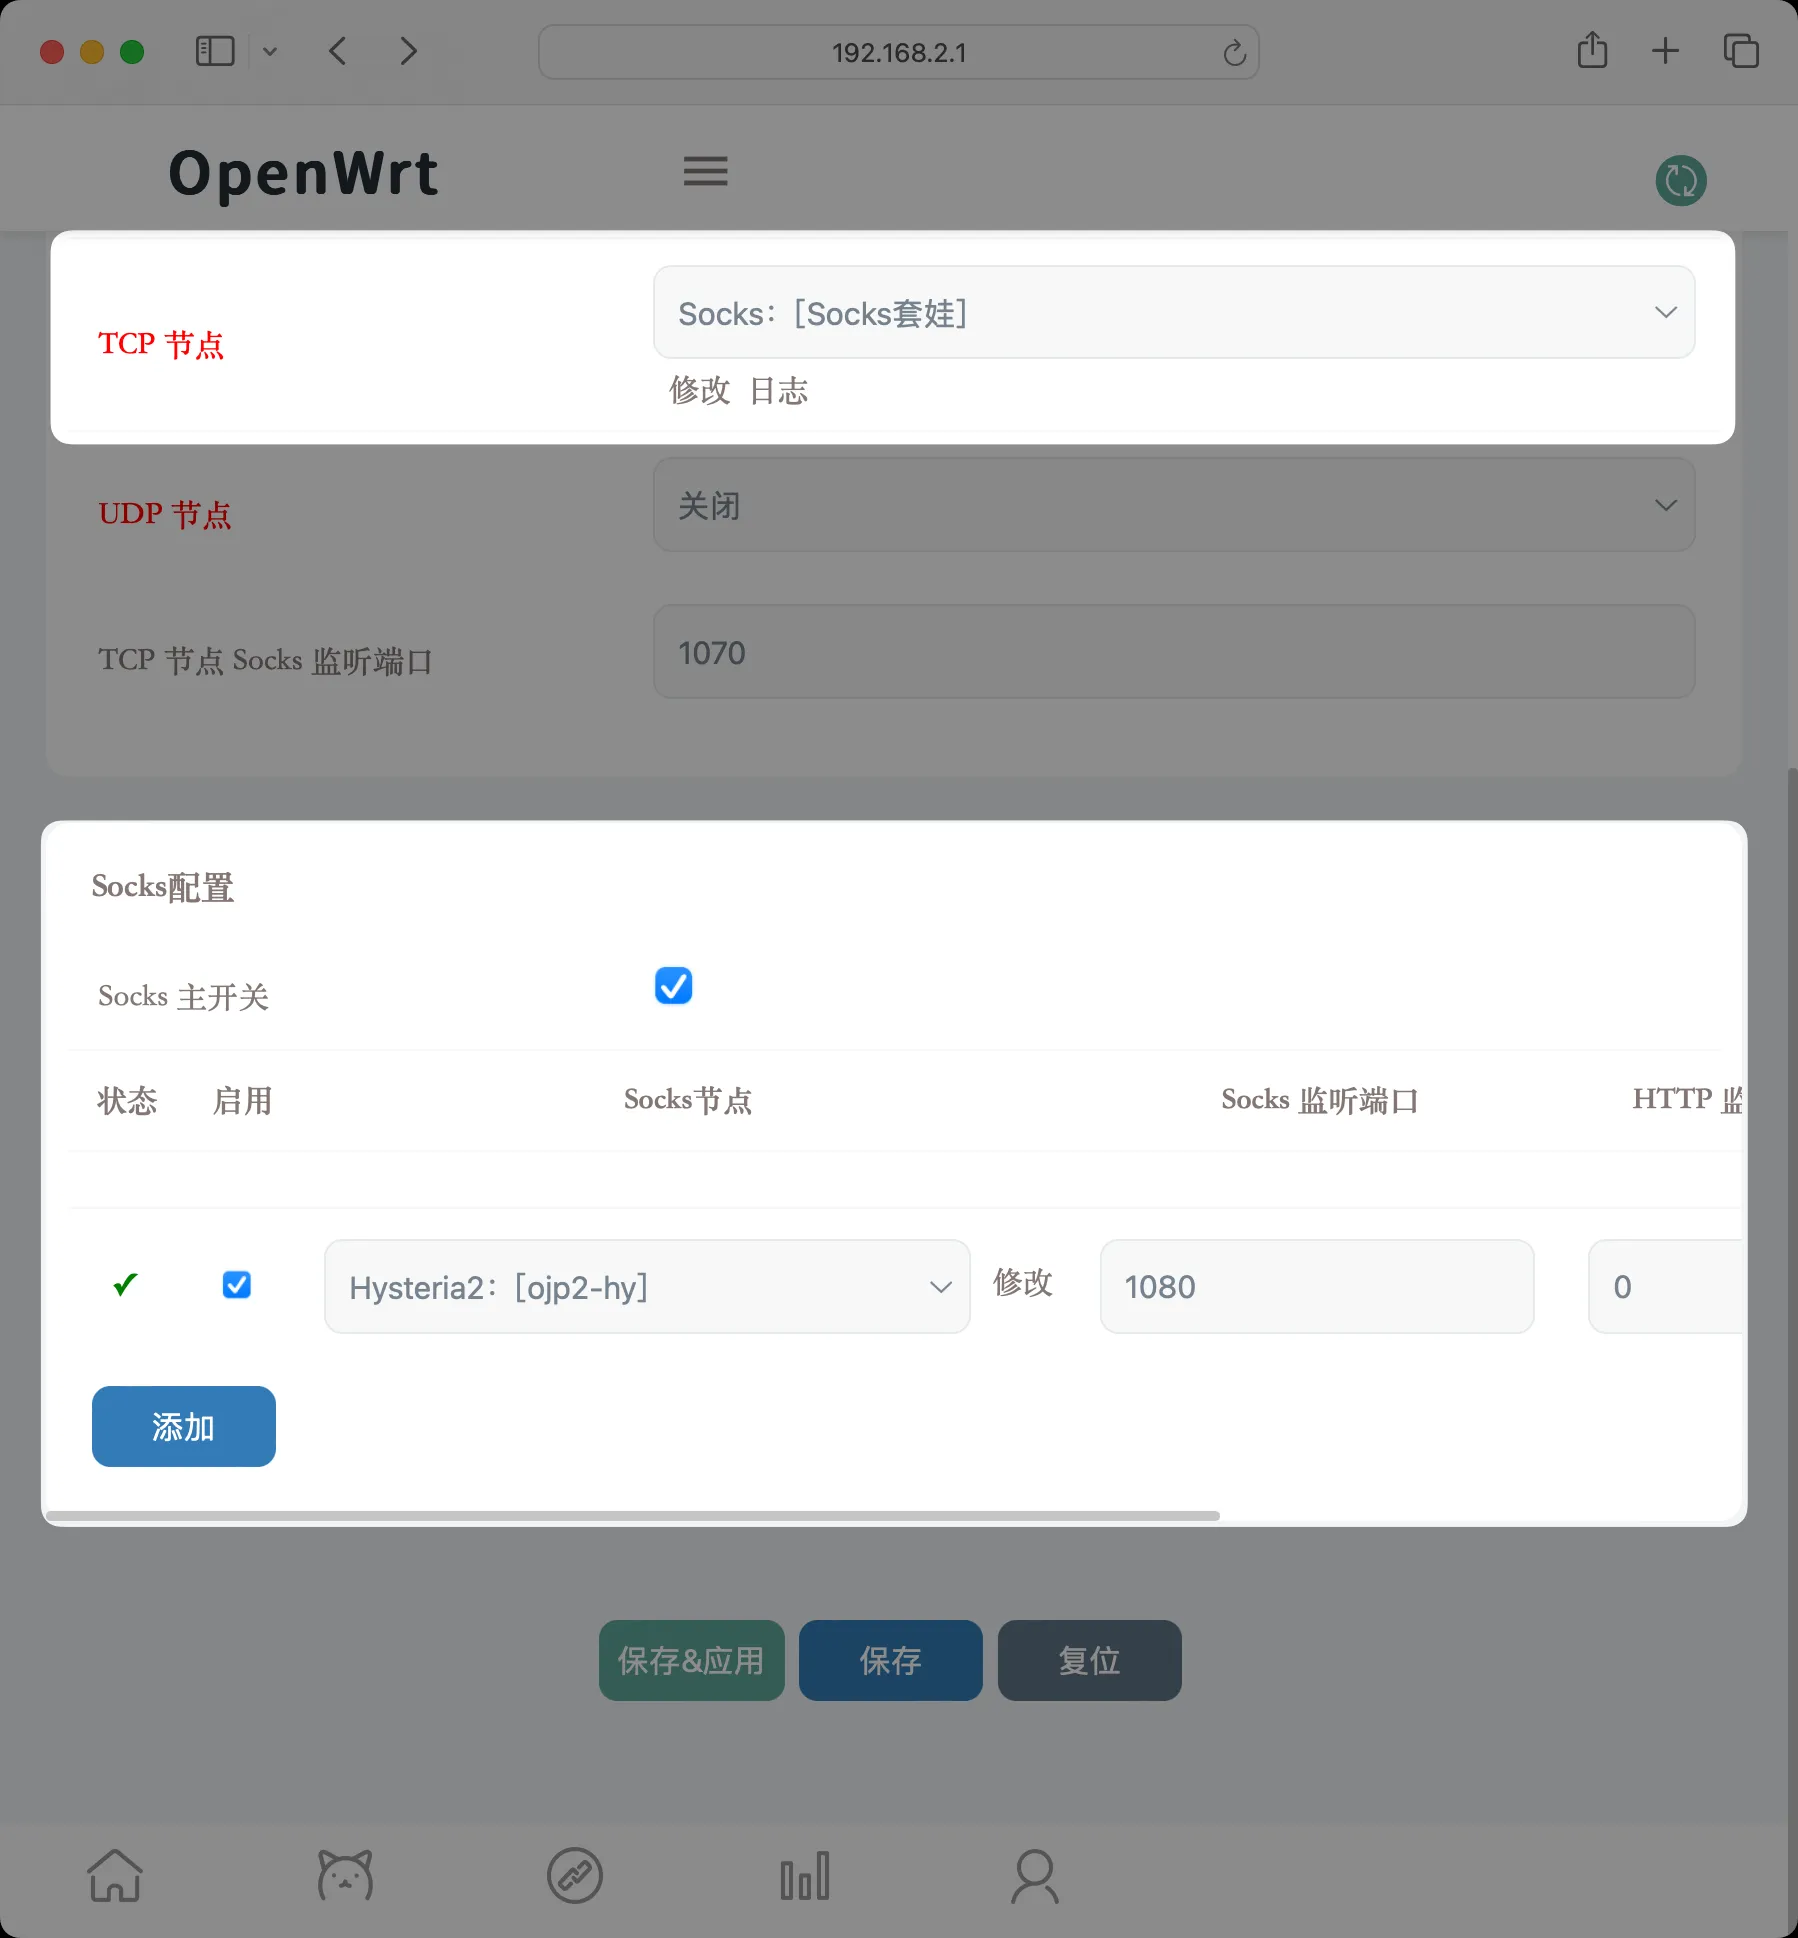 192.168.2.1
OpenWrt
TCP 节点
Socks：[Socks套娃]
修改 日志
UDP 节点
关闭
TCP 节点 Socks 监听端口
1070
Socks配置
Socks 主开关
状态 启用 Socks节点 Socks 监听端口 HTTP 监
Hysteria2：[ojp2-hy] 修改 1080 0
添加
保存&应用 保存 复位